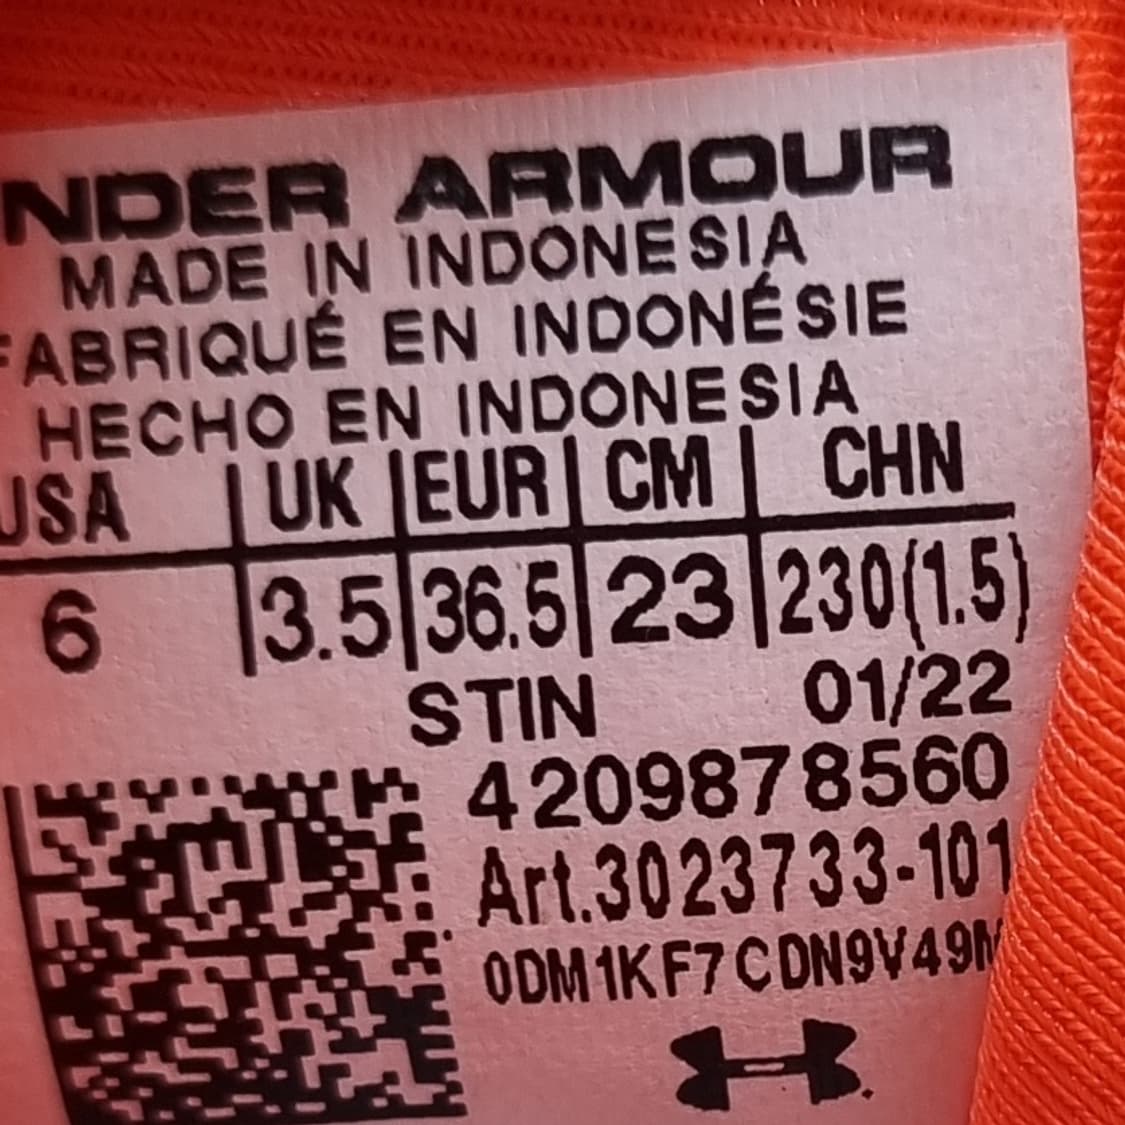 NDER ARMOUR
MADE IN INDONESIA
FABRIQUÉ EN INDONÉSIE
HECHO EN INDONESIA
USA | UK | EUR | CM | CHN
6 | 3.5 | 36.5 | 23 | 230(1.5)
STIN 01/22
4209878560
Art.3023733-101
0DM1KF7CDN9V49